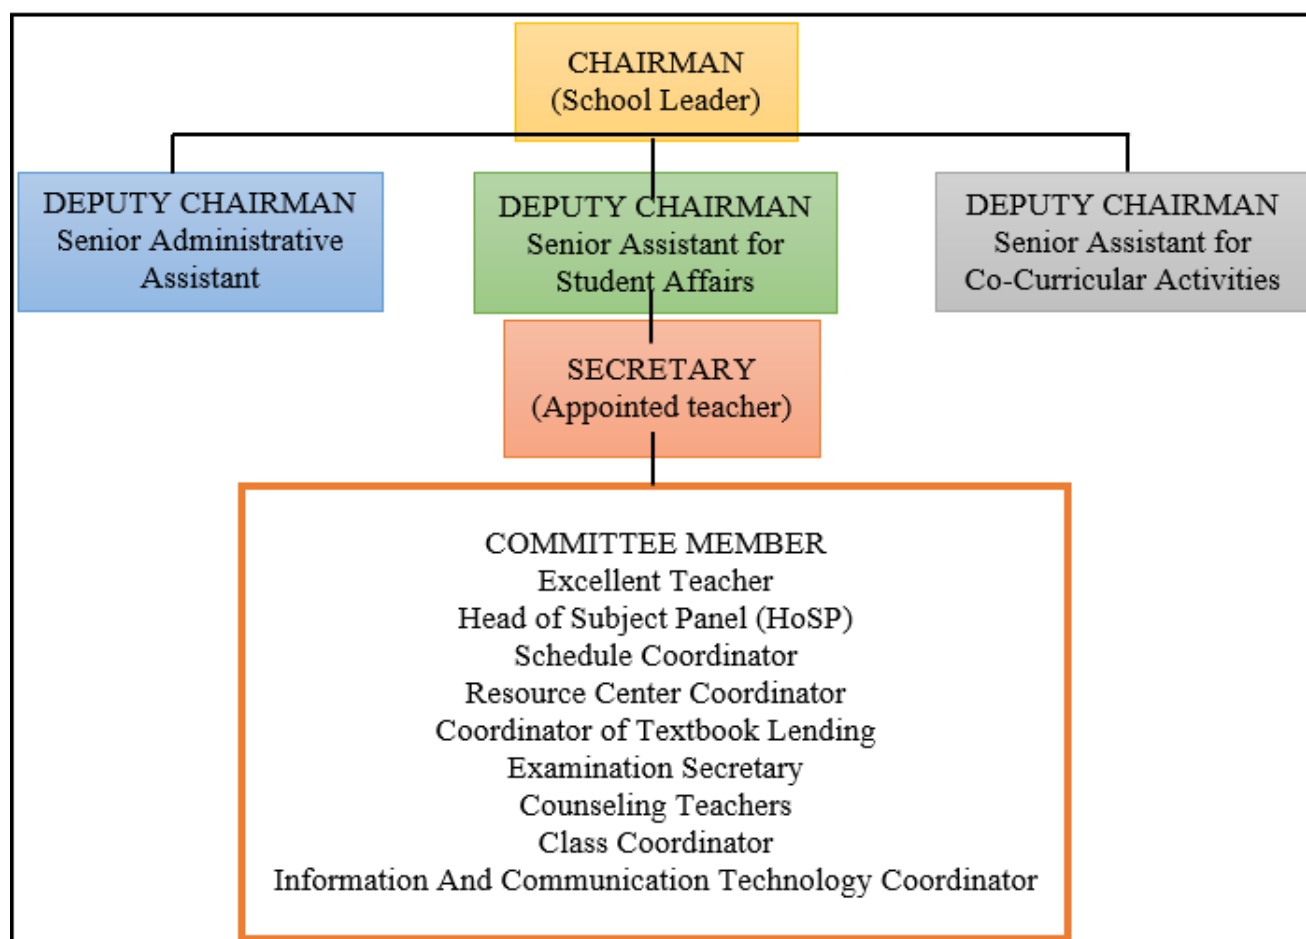 CHAIRMAN
(School Leader)
DEPUTY CHAIRMAN
Senior Administrative
Assistant
DEPUTY CHAIRMAN
Senior Assistant for
Student Affairs
DEPUTY CHAIRMAN
Senior Assistant for
Co-Curricular Activities
SECRETARY
(Appointed teacher)
COMMITTEE MEMBER
Excellent Teacher
Head of Subject Panel (HoSP)
Schedule Coordinator
Resource Center Coordinator
Coordinator of Textbook Lending
Examination Secretary
Counseling Teachers
Class Coordinator
Information And Communication Technology Coordinator